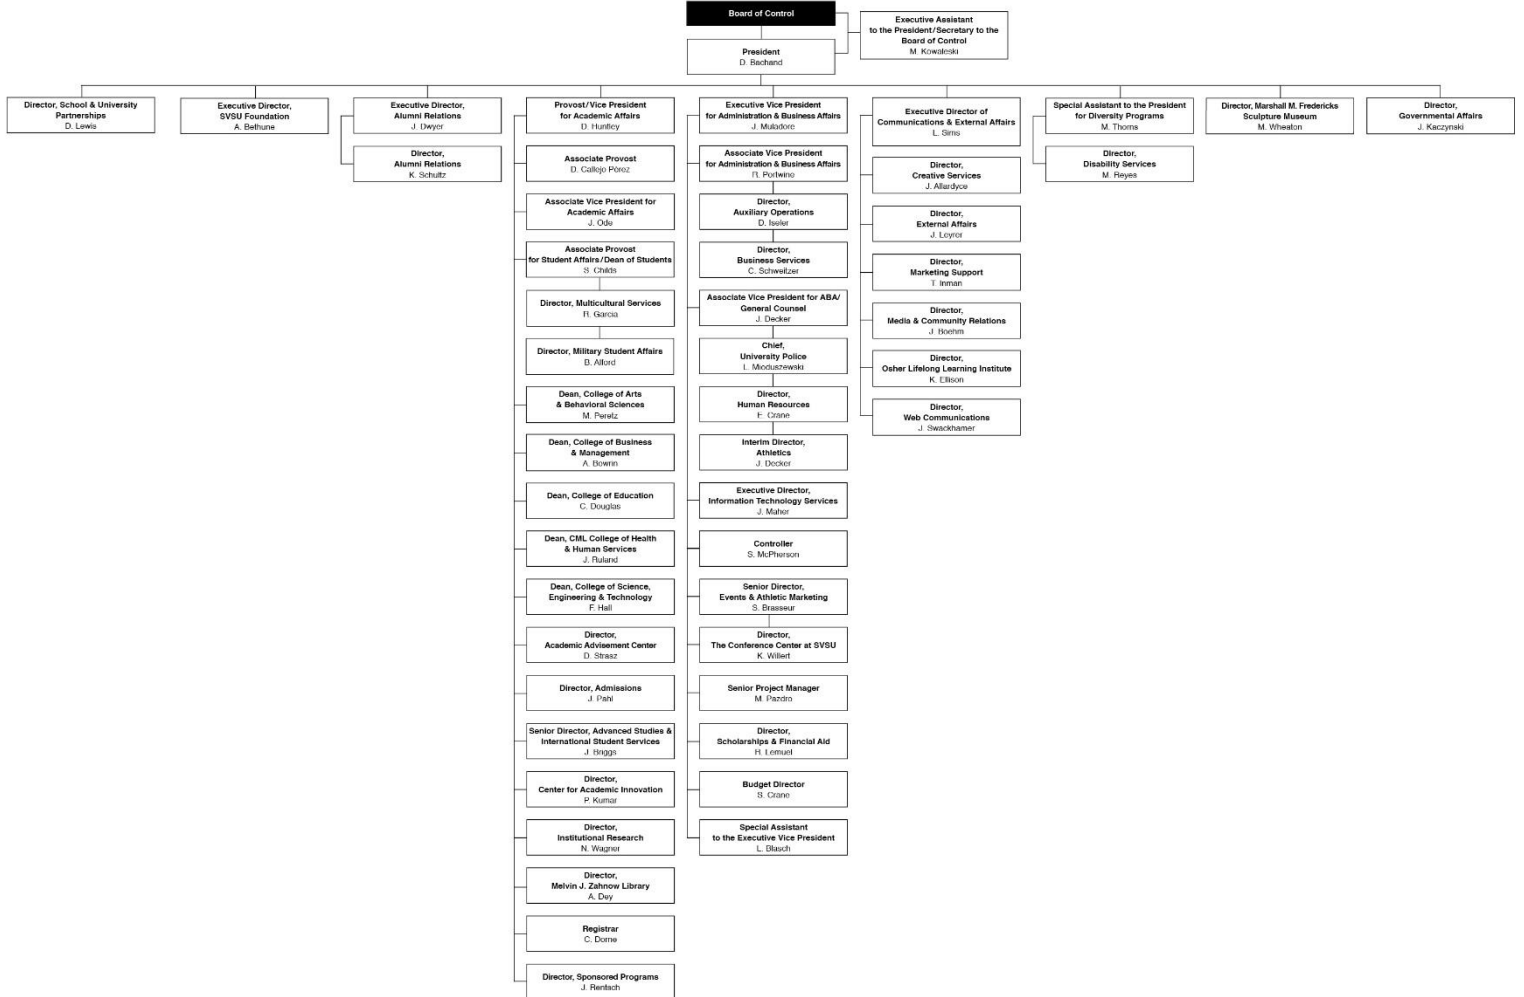 Board of Control
President
D. Bachand
Executive Assistant
to the President/Secretary to the
Board of Control
M. Kowaleski
Director, School & University
Partnerships
D. Lewis
Executive Director,
SVSU Foundation
A. Bethune
Executive Director,
Alumni Relations
J. Dwyer
Director,
Alumni Relations
K. Schultz
Provost/Vice President
for Academic Affairs
D. Huntley
Associate Provost
D. Callejo Pérez
Associate Vice President for
Academic Affairs
J. Ode
Associate Provost
for Student Affairs/Dean of Students
S. Childs
Director, Multicultural Services
R. Garcia
Director, Military Student Affairs
B. Alford
Dean, College of Arts
& Behavioral Sciences
M. Peretz
Dean, College of Business
& Management
A. Bowrin
Dean, College of Education
C. Douglas
Dean, CML College of Health
& Human Services
J. Ruland
Dean, College of Science,
Engineering & Technology
F. Hall
Director,
Academic Advisement Center
D. Strasz
Director, Admissions
J. Pahl
Senior Director, Advanced Studies &
International Student Services
J. Briggs
Director,
Center for Academic Innovation
P. Kumar
Director,
Institutional Research
N. Wagner
Director,
Melvin J. Zahnow Library
A. Dey
Registrar
C. Dorne
Director, Sponsored Programs
J. Rentsch
Executive Vice President
for Administration & Business Affairs
J. Muladore
Associate Vice President
for Administration & Business Affairs
R. Portwine
Director,
Auxiliary Operations
D. Iseler
Director,
Business Services
C. Schweitzer
Associate Vice President for ABA/
General Counsel
J. Decker
Chief,
University Police
L. Mioduszewski
Director,
Human Resources
E. Crane
Interim Director,
Athletics
J. Decker
Executive Director,
Information Technology Services
J. Maher
Controller
S. McPherson
Senior Director,
Events & Athletic Marketing
S. Brasseur
Director,
The Conference Center at SVSU
K. Willert
Senior Project Manager
M. Pazdro
Director,
Scholarships & Financial Aid
R. Lemuel
Budget Director
S. Crane
Special Assistant
to the Executive Vice President
L. Blasch
Executive Director of
Communications & External Affairs
L. Sims
Director,
Creative Services
J. Allardyce
Director,
External Affairs
J. Leyrer
Director,
Marketing Support
T. Inman
Director,
Media & Community Relations
J. Boehm
Director,
Osher Lifelong Learning Institute
K. Ellison
Director,
Web Communications
J. Swackhamer
Special Assistant to the President
for Diversity Programs
M. Thorns
Director,
Disability Services
M. Reyes
Director, Marshall M. Fredericks
Sculpture Museum
M. Wheaton
Director,
Governmental Affairs
J. Kaczynski